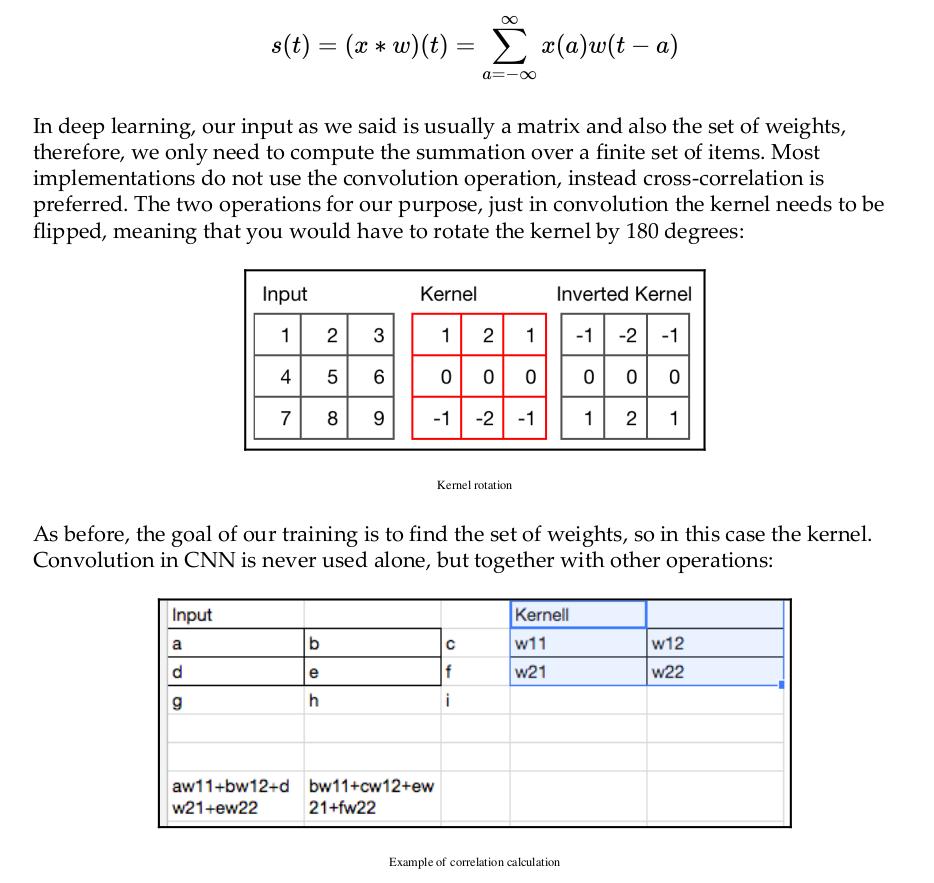 s(t) = (x * w)(t) = ∑_{a=-∞}^{∞} x(a)w(t − a)
In deep learning, our input as we said is usually a matrix and also the set of weights,
therefore, we only need to compute the summation over a finite set of items. Most
implementations do not use the convolution operation, instead cross-correlation is
preferred. The two operations for our purpose, just in convolution the kernel needs to be
flipped, meaning that you would have to rotate the kernel by 180 degrees:
Input Kernel Inverted Kernel
1 2 3 1 2 1 -1 -2 -1
4 5 6 0 0 0 0 0 0
7 8 9 -1 -2 -1 1 2 1
Kernel rotation
As before, the goal of our training is to find the set of weights, so in this case the kernel.
Convolution in CNN is never used alone, but together with other operations:
Input Kernell
a b c w11 w12
d e f w21 w22
g h i
aw11+bw12+d bw11+cw12+ew
w21+ew22 21+fw22
Example of correlation calculation